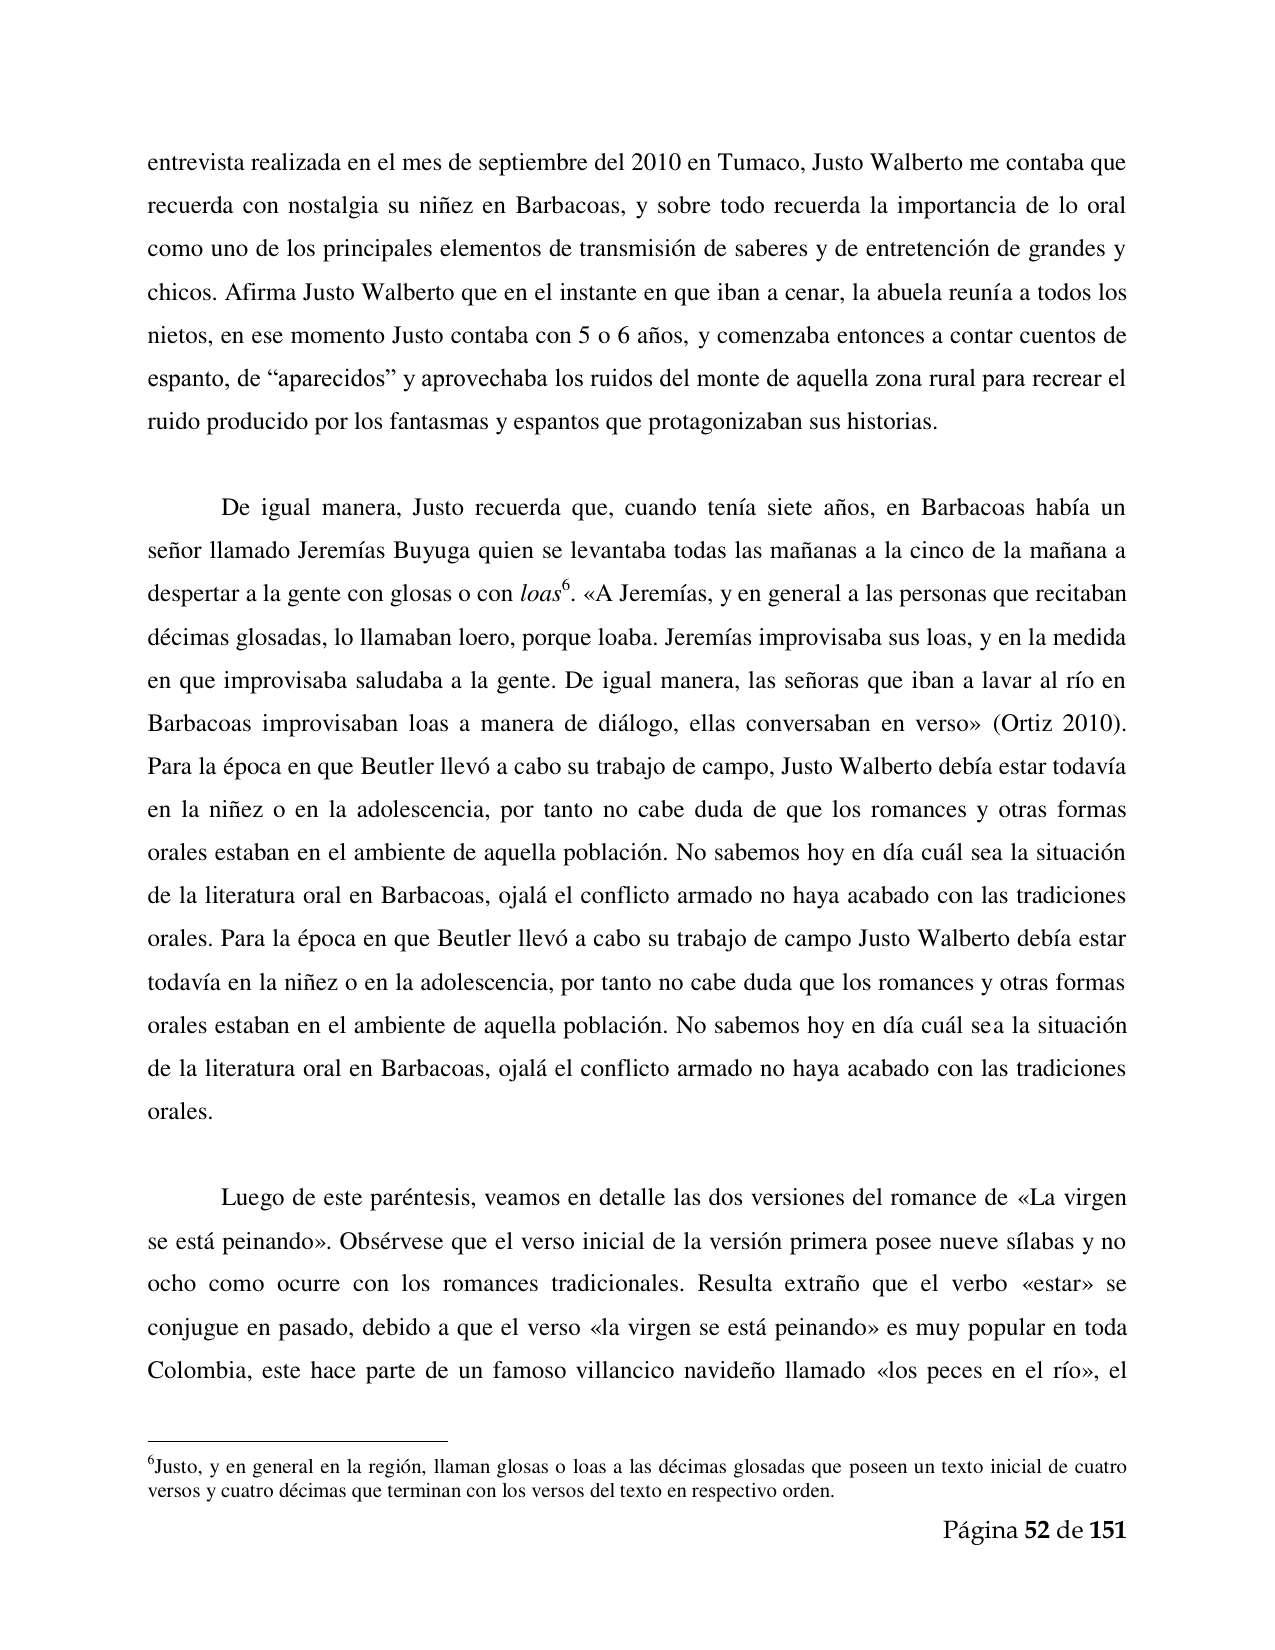 entrevista realizada en el mes de septiembre del 2010 en Tumaco, Justo Walberto me contaba que
recuerda con nostalgia su niñez en Barbacoas, y sobre todo recuerda la importancia de lo oral
como uno de los principales elementos de transmisión de saberes y de entretención de grandes y
chicos. Afirma Justo Walberto que en el instante en que iban a cenar, la abuela reunía a todos los
nietos, en ese momento Justo contaba con 5 o 6 años, y comenzaba entonces a contar cuentos de
espanto, de “aparecidos” y aprovechaba los ruidos del monte de aquella zona rural para recrear el
ruido producido por los fantasmas y espantos que protagonizaban sus historias.
De igual manera, Justo recuerda que, cuando tenía siete años, en Barbacoas había un
señor llamado Jeremías Buyuga quien se levantaba todas las mañanas a la cinco de la mañana a
despertar a la gente con glosas o con loas6. «A Jeremías, y en general a las personas que recitaban
décimas glosadas, lo llamaban loero, porque loaba. Jeremías improvisaba sus loas, y en la medida
en que improvisaba saludaba a la gente. De igual manera, las señoras que iban a lavar al río en
Barbacoas improvisaban loas a manera de diálogo, ellas conversaban en verso» (Ortiz 2010).
Para la época en que Beutler llevó a cabo su trabajo de campo, Justo Walberto debía estar todavía
en la niñez o en la adolescencia, por tanto no cabe duda de que los romances y otras formas
orales estaban en el ambiente de aquella población. No sabemos hoy en día cuál sea la situación
de la literatura oral en Barbacoas, ojalá el conflicto armado no haya acabado con las tradiciones
orales. Para la época en que Beutler llevó a cabo su trabajo de campo Justo Walberto debía estar
todavía en la niñez o en la adolescencia, por tanto no cabe duda que los romances y otras formas
orales estaban en el ambiente de aquella población. No sabemos hoy en día cuál sea la situación
de la literatura oral en Barbacoas, ojalá el conflicto armado no haya acabado con las tradiciones
orales.
Luego de este paréntesis, veamos en detalle las dos versiones del romance de «La virgen
se está peinando». Obsérvese que el verso inicial de la versión primera posee nueve sílabas y no
ocho como ocurre con los romances tradicionales. Resulta extraño que el verbo «estar» se
conjugue en pasado, debido a que el verso «la virgen se está peinando» es muy popular en toda
Colombia, este hace parte de un famoso villancico navideño llamado «los peces en el río», el
6Justo, y en general en la región, llaman glosas o loas a las décimas glosadas que poseen un texto inicial de cuatro
versos y cuatro décimas que terminan con los versos del texto en respectivo orden.
Página 52 de 151